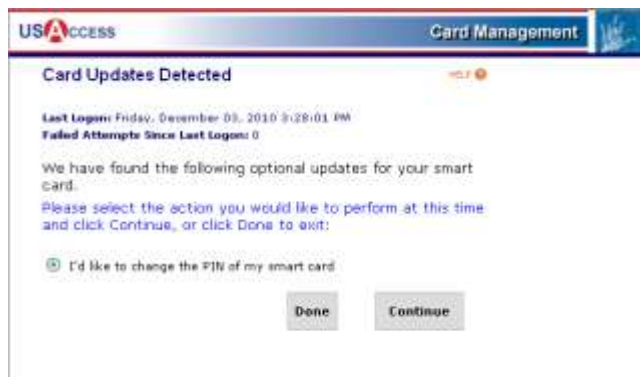 USAccess
Card Management
Card Updates Detected
HELP ?
Last Logon: Friday, December 03, 2010 3:28:01 PM
Failed Attempts Since Last Logon: 0
We have found the following optional updates for your smart
card.
Please select the action you would like to perform at this time
and click Continue, or click Done to exit:
I'd like to change the PIN of my smart card
Done
Continue